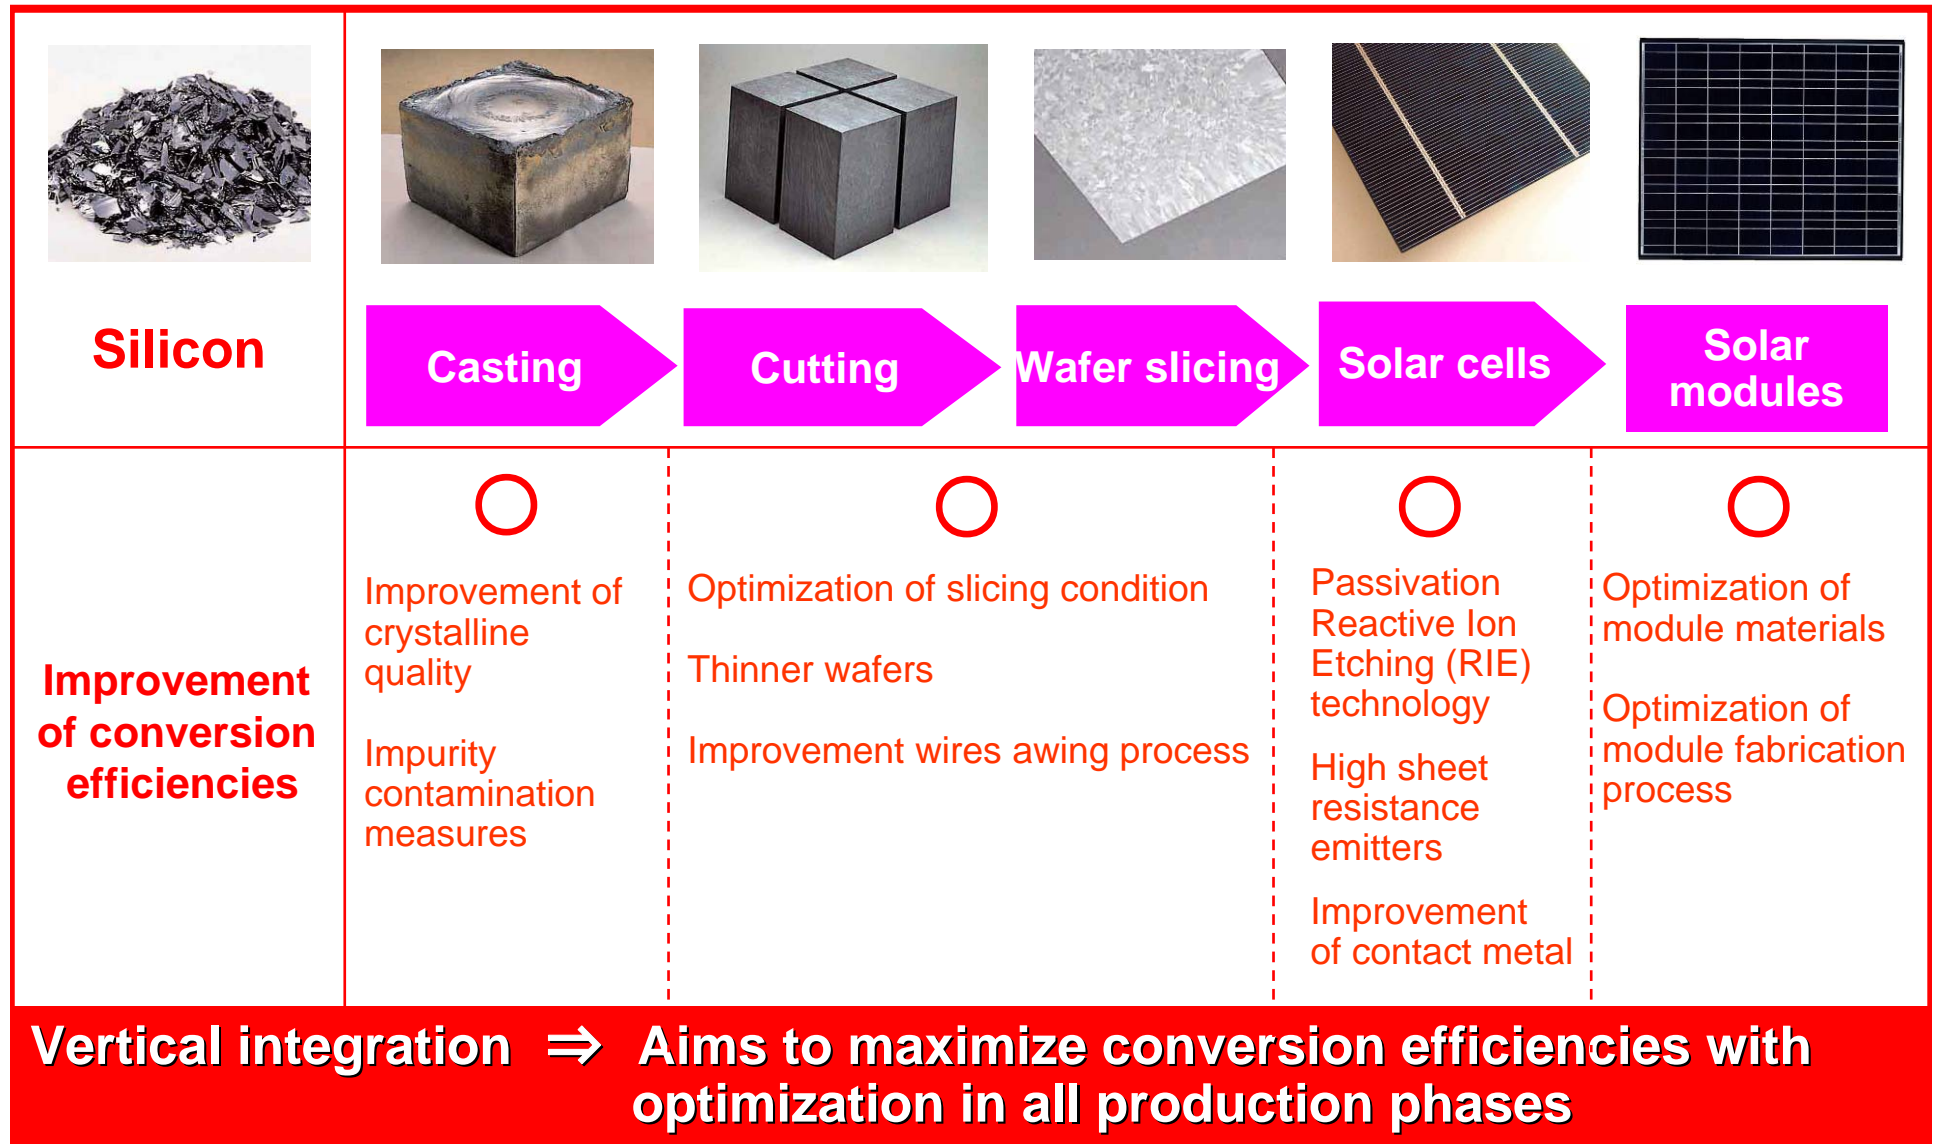 Silicon
Casting
Cutting
Wafer slicing
Solar cells
Solar
modules
Improvement
of conversion
efficiencies
Improvement of
crystalline
quality
Impurity
contamination
measures
Optimization of slicing condition
Thinner wafers
Improvement wires awing process
Passivation
Reactive Ion
Etching (RIE)
technology
High sheet
resistance
emitters
Improvement
of contact metal
Optimization of
module materials
Optimization of
module fabrication
process
Vertical integration ⇒ Aims to maximize conversion efficiencies with
optimization in all production phases